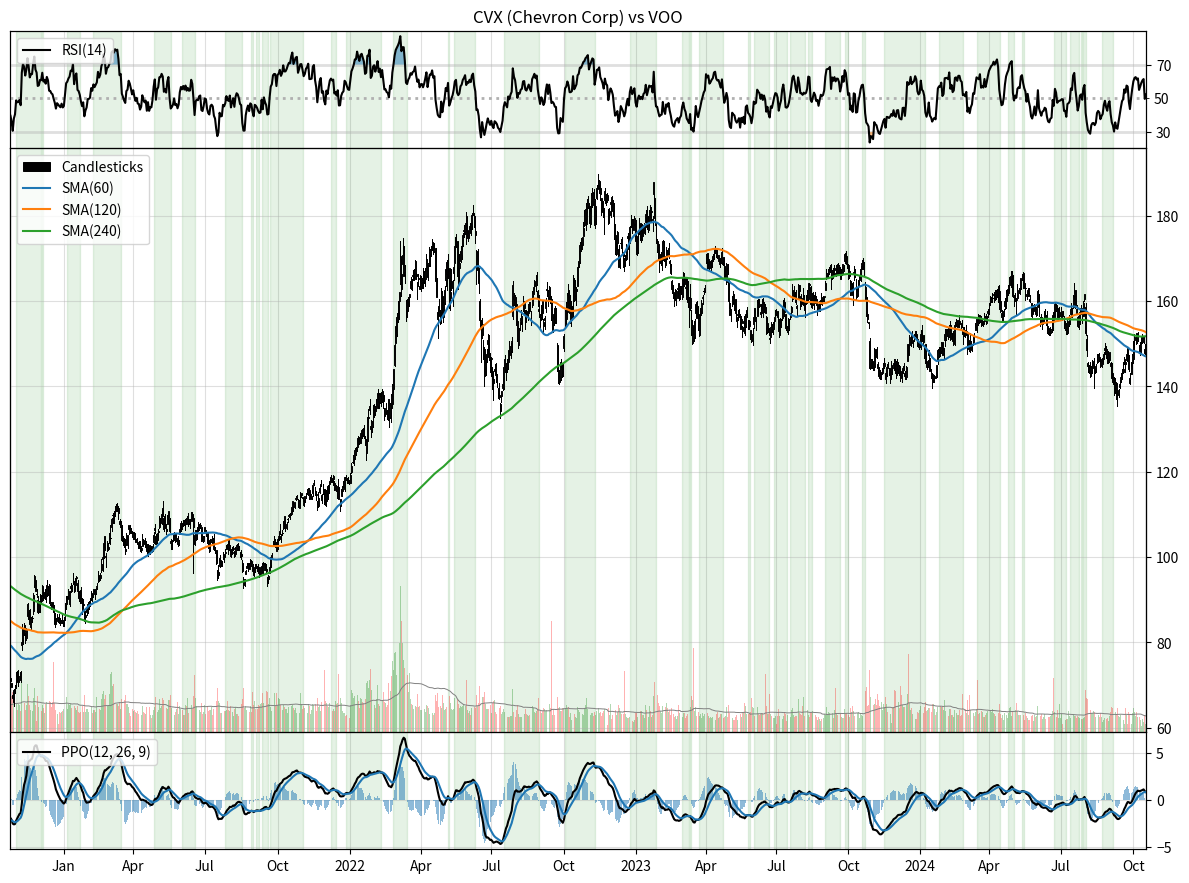 CVX (Chevron Corp) vs VOO
RSI(14)
70
50
30
Candlesticks
SMA(60)
SMA(120)
SMA(240)
180
160
140
120
100
80
60
PPO(12, 26, 9)
5
0
−5
Jan Apr Jul Oct 2022 Apr Jul Oct 2023 Apr Jul Oct 2024 Apr Jul Oct